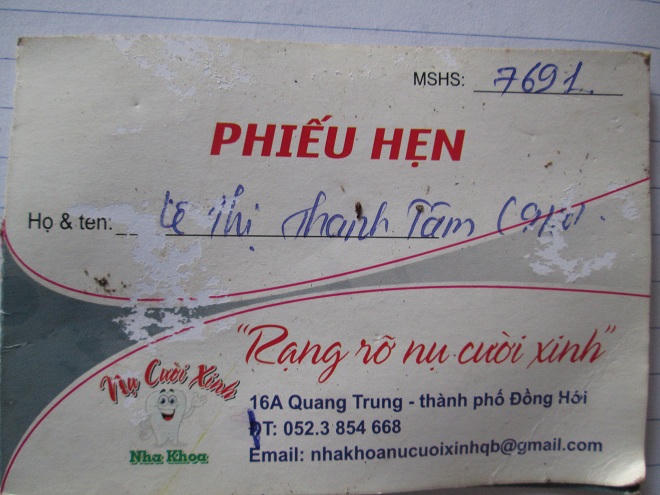 MSHS: 7691.
PHIẾU HẸN
Họ & tên: Lê Thị Thanh Tâm
"Rạng rỡ nụ cười xinh"
Nụ Cười Xinh
Nha Khoa
16A Quang Trung - thành phố Đồng Hới
ĐT: 052.3 854 668
Email: nhakhoanucuoixinhqb@gmail.com